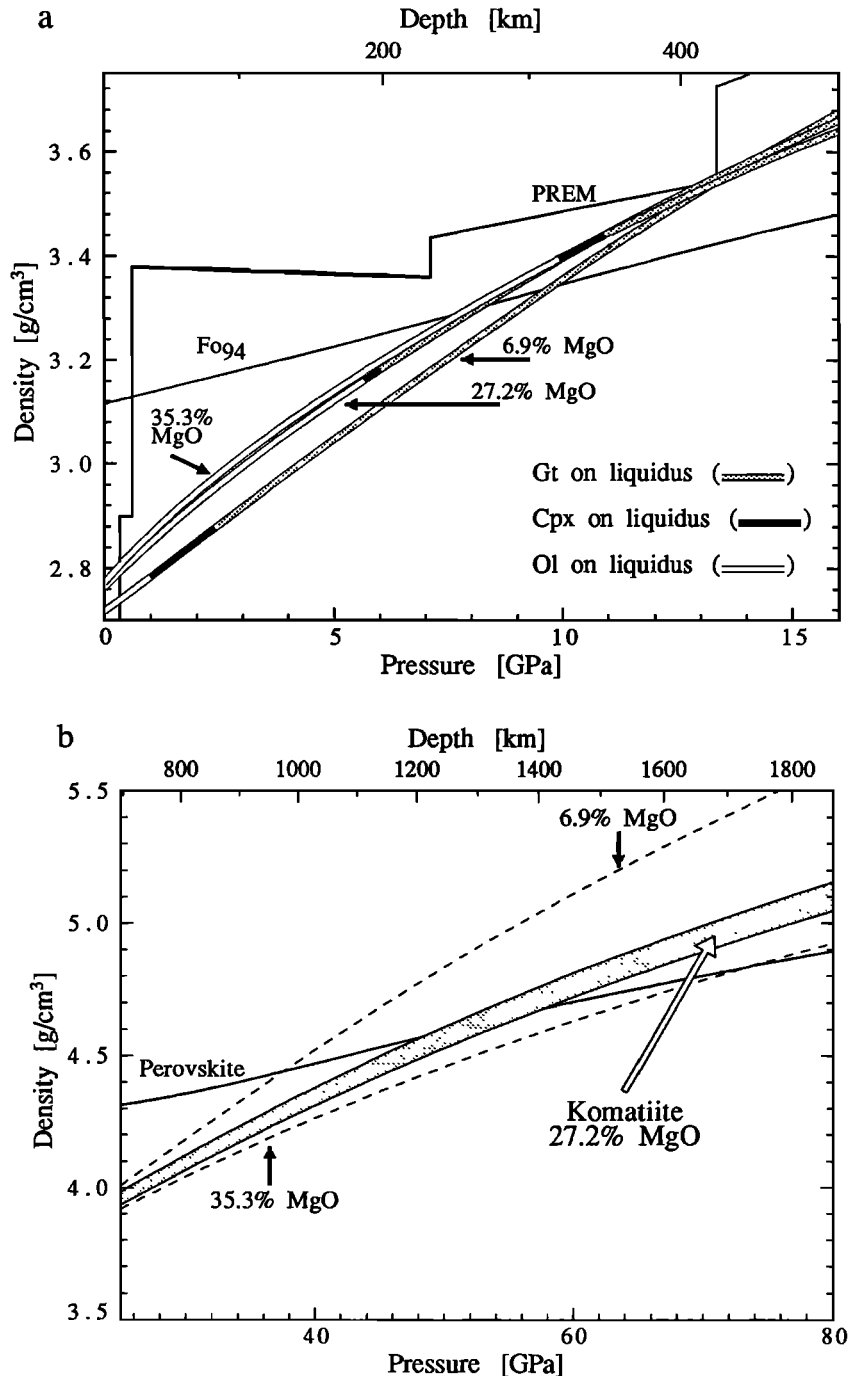 a
Depth [km]
200 400
3.6
3.4
3.2
3.0
2.8
Density [g/cm³]
PREM
Fo94
6.9% MgO
27.2% MgO
35.3%
MgO
Gt on liquidus ( )
Cpx on liquidus ( )
Ol on liquidus ( )
0 5 10 15
Pressure [GPa]
b
Depth [km]
800 1000 1200 1400 1600 1800
5.5
5.0
4.5
4.0
3.5
Density [g/cm³]
6.9% MgO
Perovskite
Komatiite
27.2% MgO
35.3% MgO
40 60 80
Pressure [GPa]